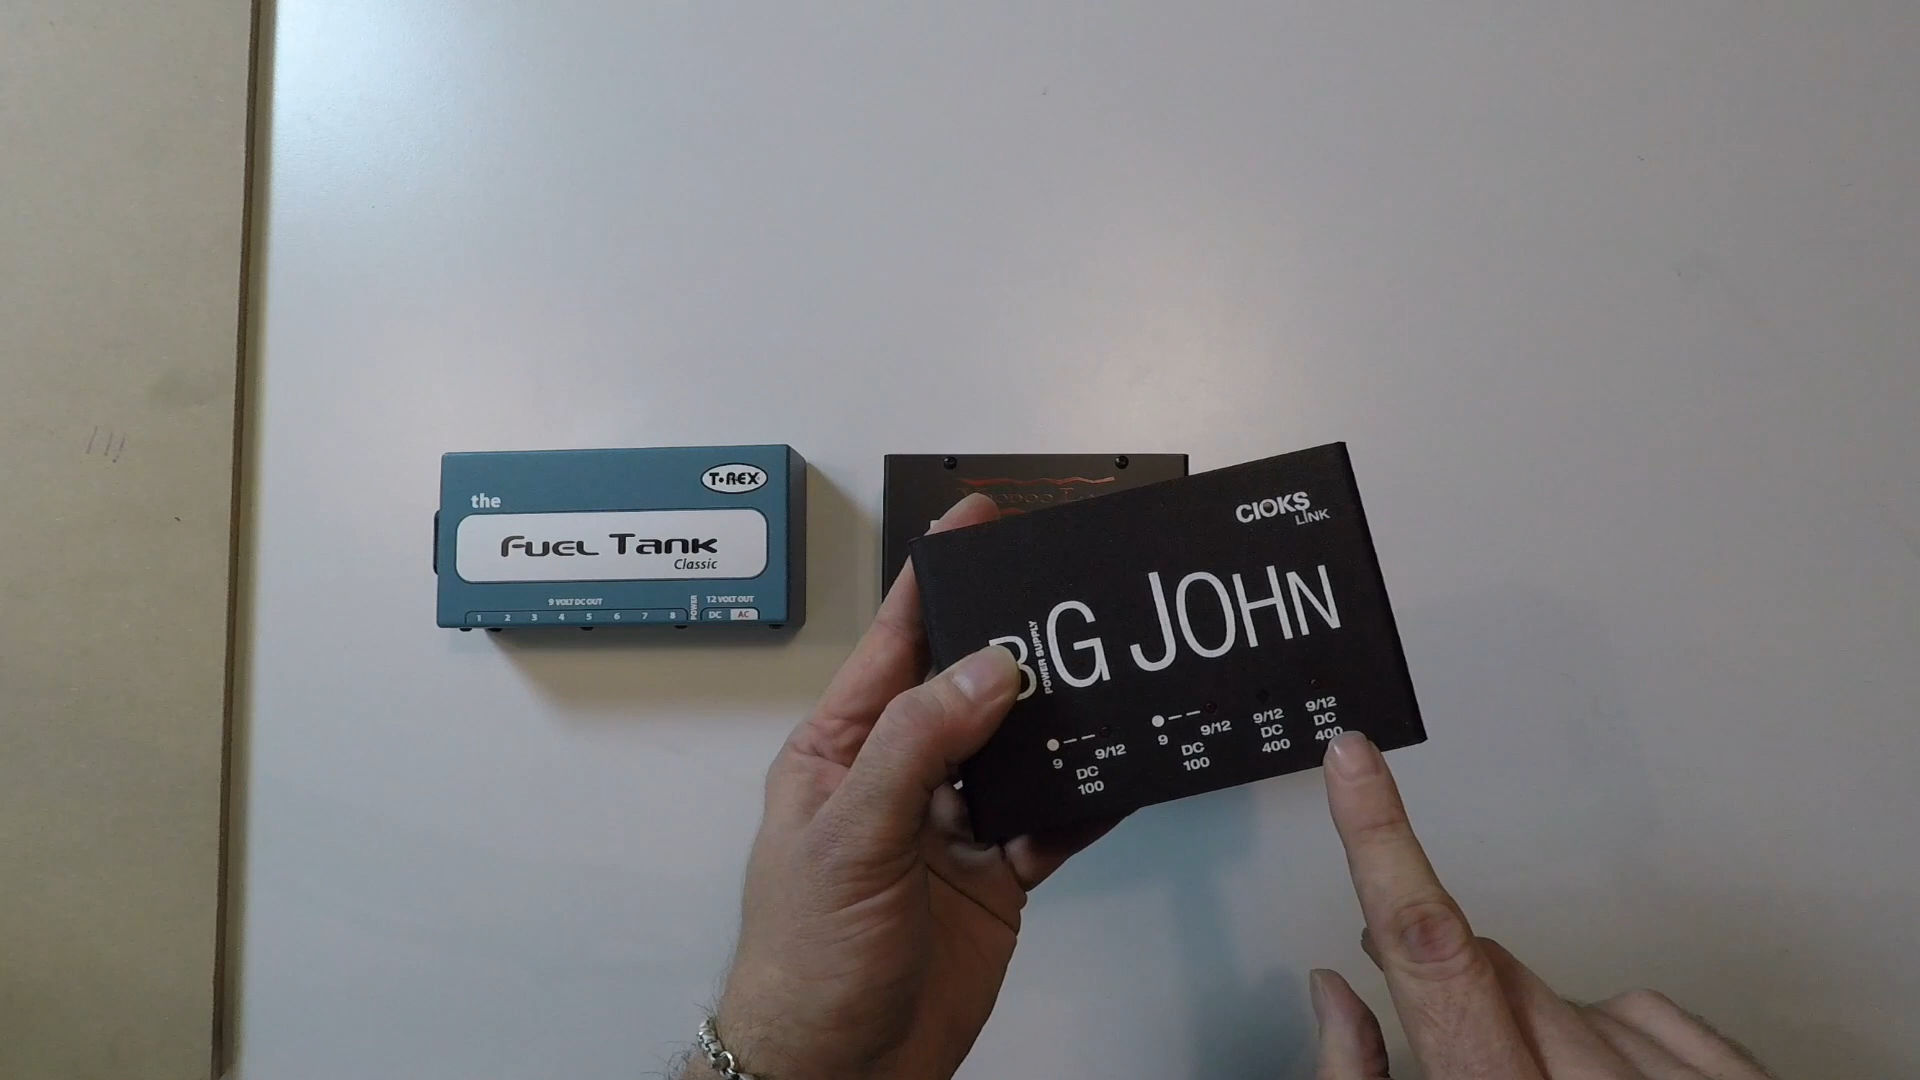 T-REX
the
Fuel Tank
Classic
9 VOLT DC OUT
1 2 3 4 5 6 7 8
POWER
12 VOLT OUT
DC AC
CIOKS
LINK
BIG JOHN
POWER SUPPLY
9 9/12
DC
100
9 9/12
DC
100
9/12
DC
400
9/12
DC
400